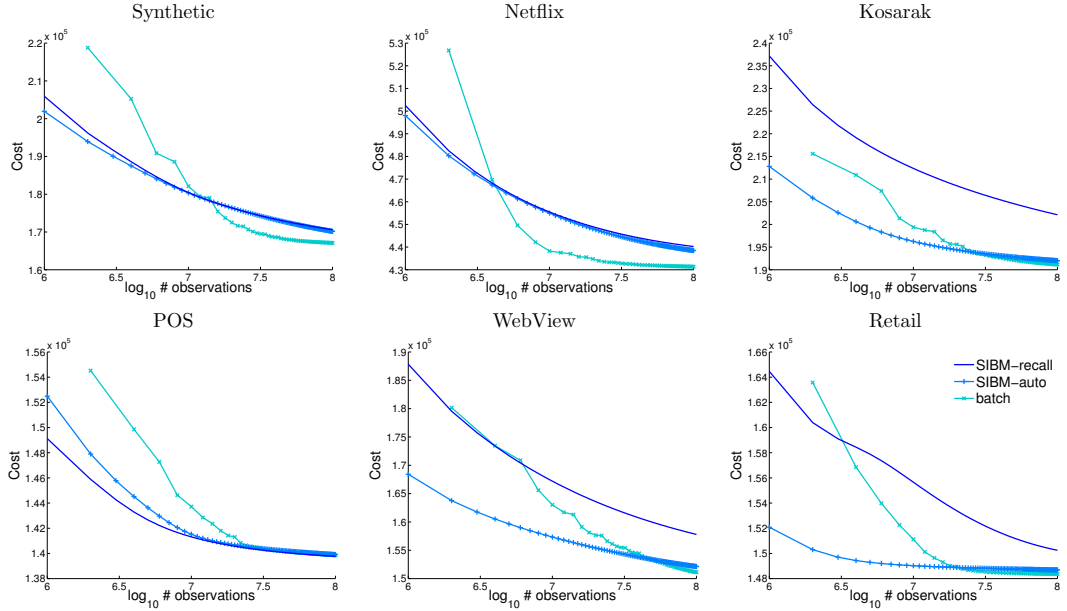 Synthetic
x 10^5
2.2
2.1
2
1.9
1.8
1.7
1.6
Cost
6 6.5 7 7.5 8
log10 # observations
Netflix
x 10^5
5.3
5.2
5.1
5
4.9
4.8
4.7
4.6
4.5
4.4
4.3
Cost
6 6.5 7 7.5 8
log10 # observations
Kosarak
x 10^5
2.4
2.35
2.3
2.25
2.2
2.15
2.1
2.05
2
1.95
1.9
Cost
6 6.5 7 7.5 8
log10 # observations
POS
x 10^5
1.56
1.54
1.52
1.5
1.48
1.46
1.44
1.42
1.4
1.38
Cost
6 6.5 7 7.5 8
log10 # observations
WebView
x 10^5
1.9
1.85
1.8
1.75
1.7
1.65
1.6
1.55
1.5
Cost
6 6.5 7 7.5 8
log10 # observations
Retail
x 10^5
1.66
1.64
1.62
1.6
1.58
1.56
1.54
1.52
1.5
1.48
Cost
6 6.5 7 7.5 8
log10 # observations
SIBM-recall
SIBM-auto
batch